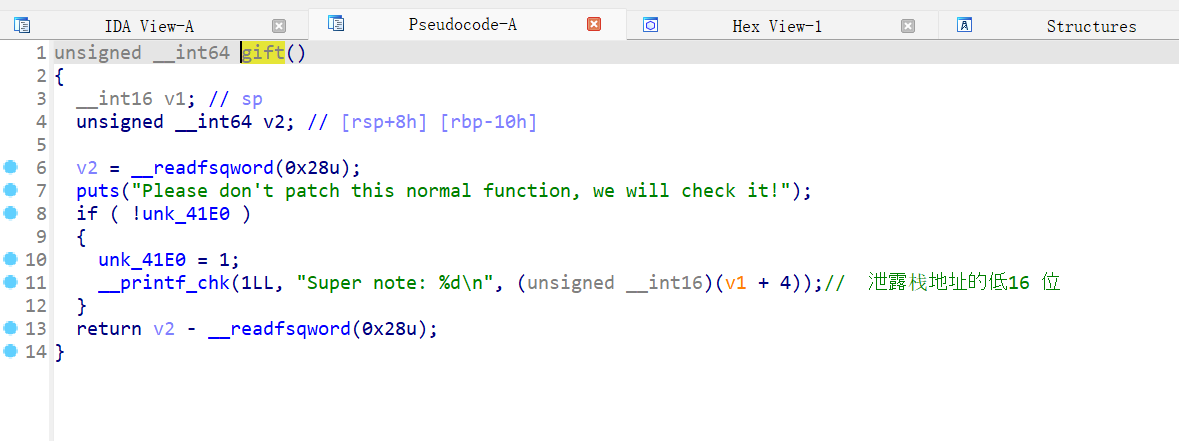 IDA View-A Pseudocode-A Hex View-1 Structures
1 unsigned __int64 gift()
2 {
3   __int16 v1; // sp
4   unsigned __int64 v2; // [rsp+8h] [rbp-10h]
5
6   v2 = __readfsqword(0x28u);
7   puts("Please don't patch this normal function, we will check it!");
8   if ( !unk_41E0 )
9   {
10     unk_41E0 = 1;
11     __printf_chk(1LL, "Super note: %d\n", (unsigned __int16)(v1 + 4));//  泄露栈地址的低16 位
12   }
13   return v2 - __readfsqword(0x28u);
14 }